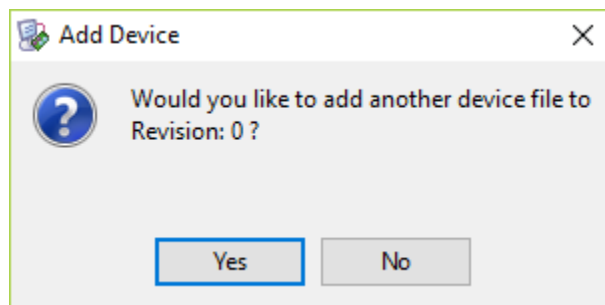 Add Device
Would you like to add another device file to
Revision: 0 ?
Yes
No